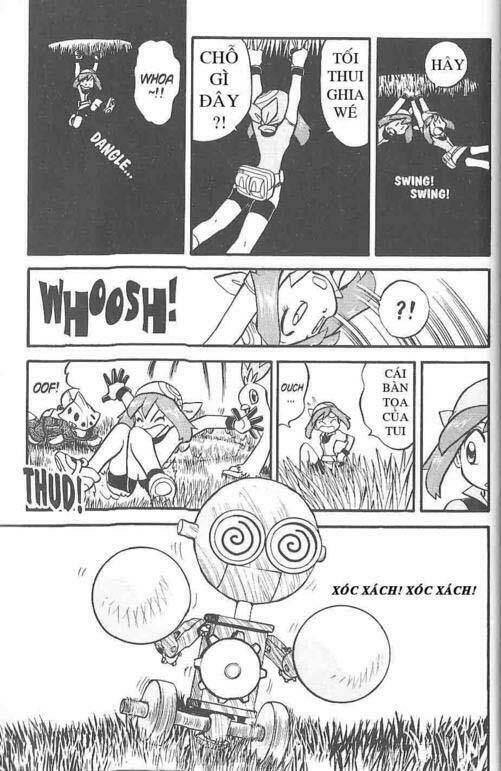 WHOA
~!!
DANGLE...
CHỖ
GÌ
ĐÂY
?!
TỐI
THUI
GHIA
WÉ
HÂY
SWING!
SWING!
WHOOSH!
?!
OOF!
THUD!
OUCH
...
CÁI
BÀN
TỌA
CỦA
TUI
XÓC XÁCH! XÓC XÁCH!